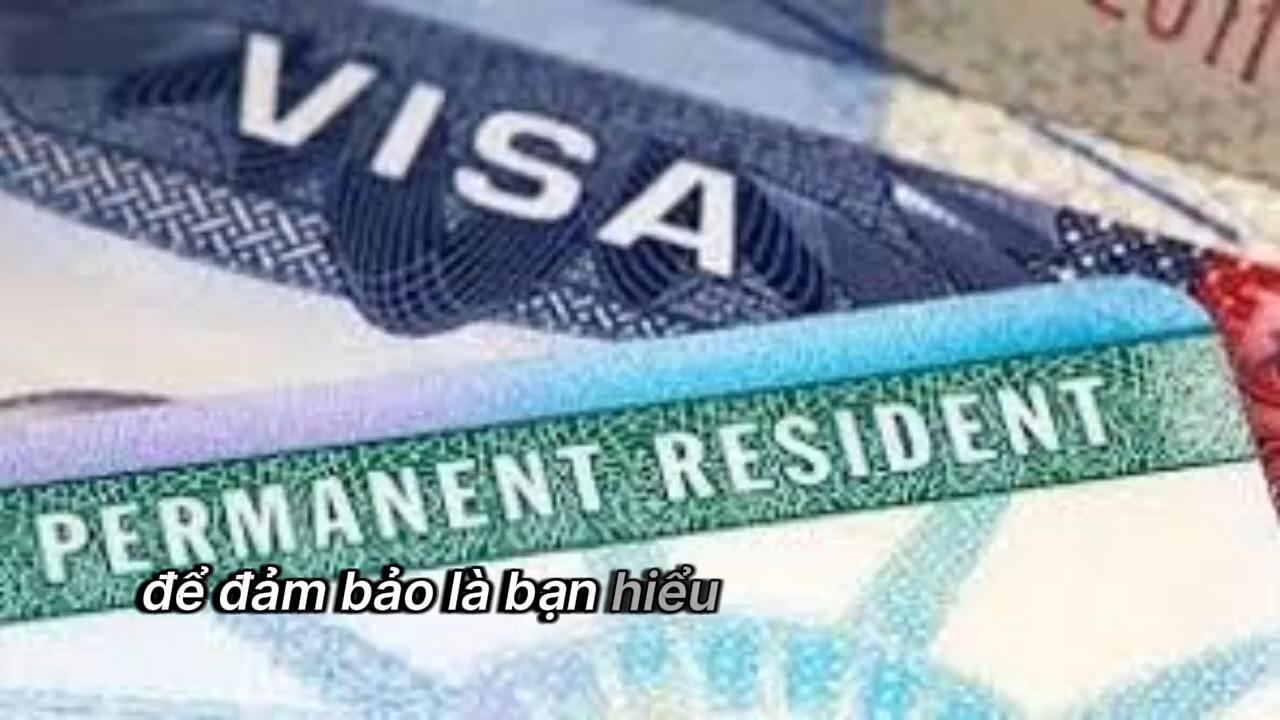 VISA
PERMANENT RESIDENT
để đảm bảo là bạn hiểu